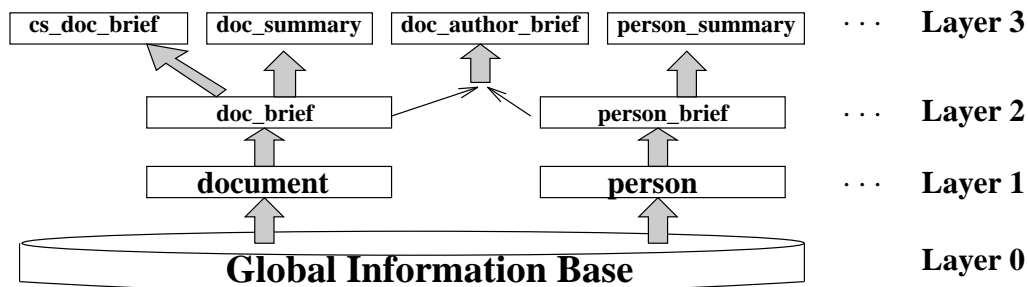 cs_doc_brief doc_summary doc_author_brief person_summary . . . Layer 3
doc_brief person_brief . . . Layer 2
document person . . . Layer 1
Global Information Base Layer 0